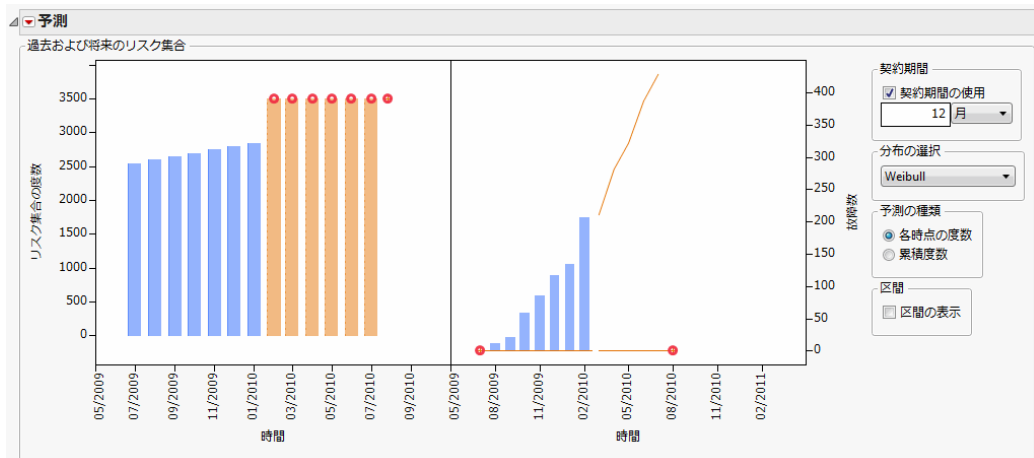 予測
過去および将来のリスク集合
リスク集合の度数
3500
3000
2500
2000
1500
1000
500
0
05/2009
07/2009
09/2009
11/2009
01/2010
03/2010
05/2010
07/2010
09/2010
時間
05/2009
08/2009
11/2009
02/2010
05/2010
08/2010
11/2010
02/2011
時間
400
350
300
250
200
150
100
50
0
故障数
契約期間
契約期間の使用
12 月
分布の選択
Weibull
予測の種類
各時点の度数
累積度数
区間
区間の表示